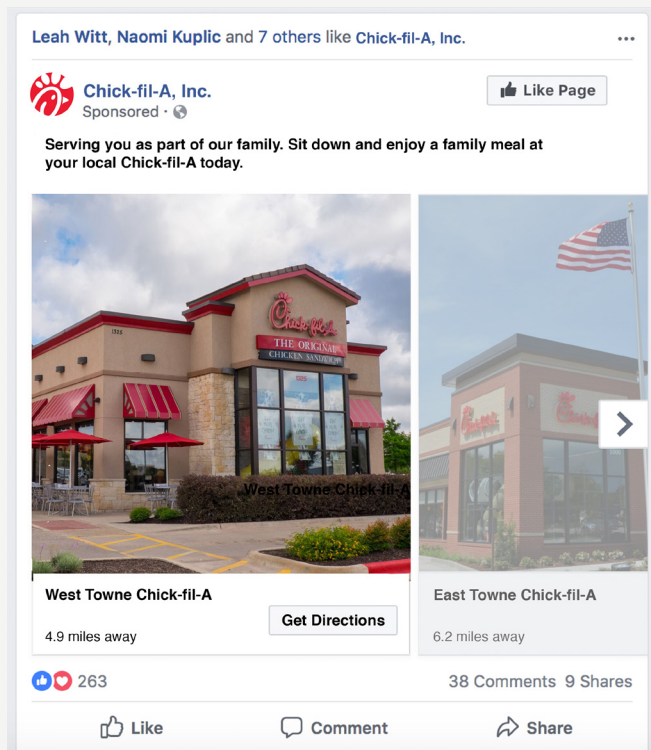 Leah Witt, Naomi Kuplic and 7 others like Chick-fil-A, Inc.
Chick-fil-A, Inc.
Sponsored ·
Like Page
Serving you as part of our family. Sit down and enjoy a family meal at
your local Chick-fil-A today.
Chick-fil-A
THE ORIGINAL
CHICKEN SANDWICH
West Towne Chick-fil-A
West Towne Chick-fil-A
4.9 miles away
Get Directions
East Towne Chick-fil-A
6.2 miles away
263
38 Comments 9 Shares
Like
Comment
Share